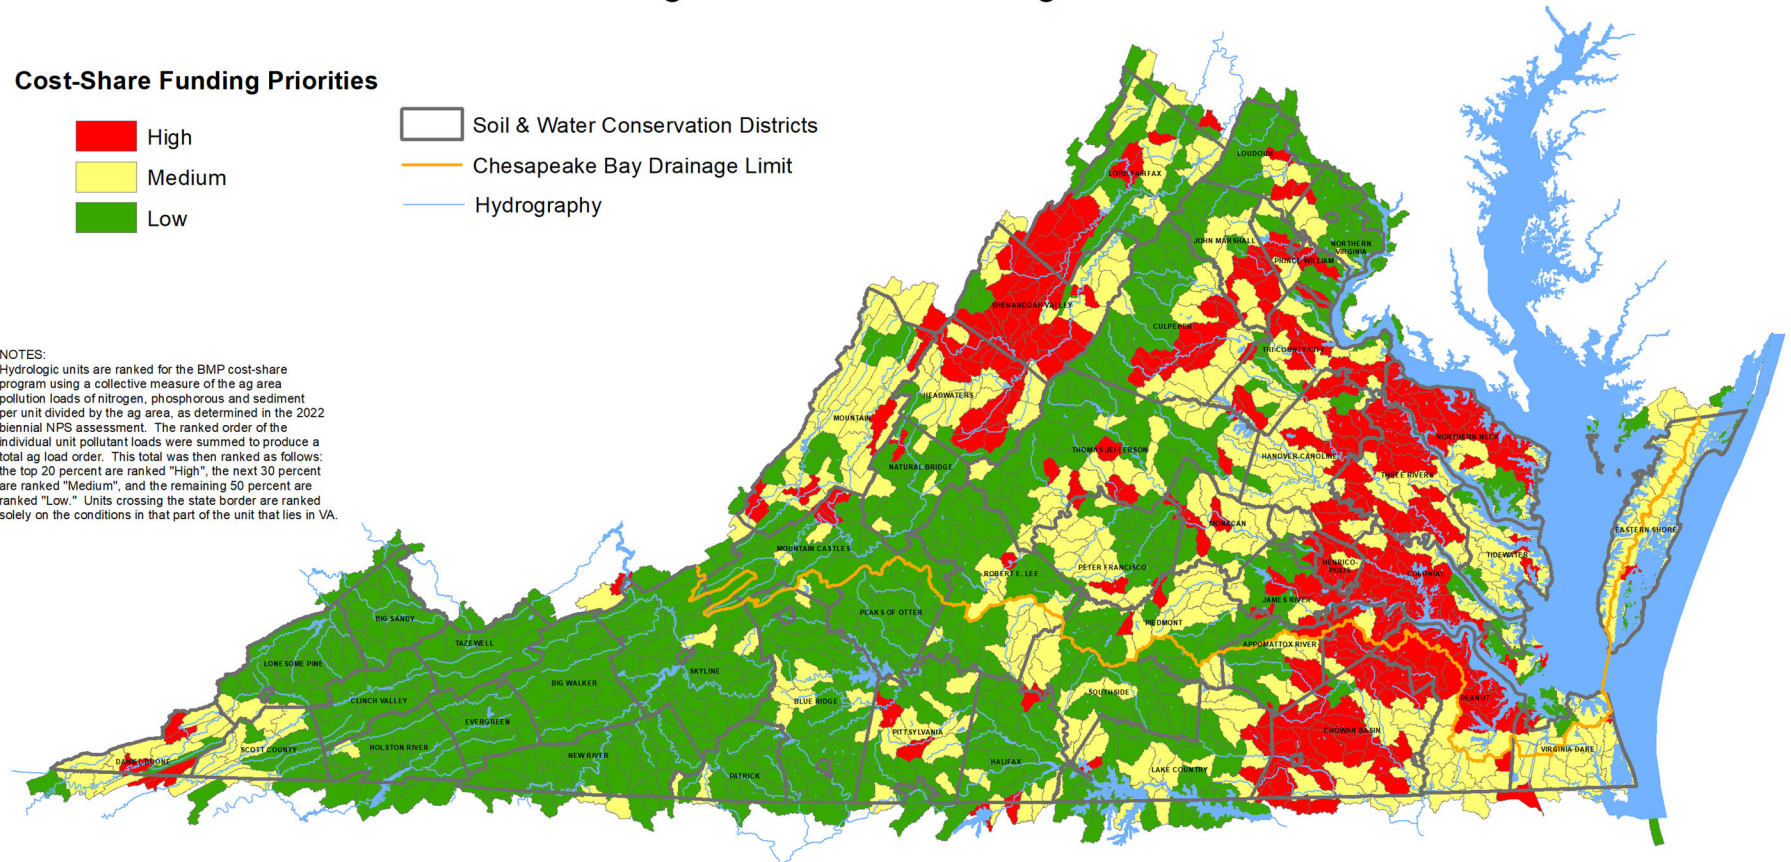 Cost-Share Funding Priorities
High
Medium
Low
Soil & Water Conservation Districts
Chesapeake Bay Drainage Limit
Hydrography
NOTES:
Hydrologic units are ranked for the BMP cost-share
program using a collective measure of the ag area
pollution loads of nitrogen, phosphorous and sediment
per unit divided by the ag area, as determined in the 2022
biennial NPS assessment. The ranked order of the
individual unit pollutant loads were summed to produce a
total ag load order. This total was then ranked as follows:
the top 20 percent are ranked "High", the next 30 percent
are ranked "Medium", and the remaining 50 percent are
ranked "Low." Units crossing the state border are ranked
solely on the conditions in that part of the unit that lies in VA.
LOUDOUN
LORD FAIRFAX
JOHN MARSHALL
NORTHERN
VIRGINIA
PRINCE WILLIAM
SHENANDOAH VALLEY
CULPEPER
TRI-COUNTY/CITY
HEADWATERS
MOUNTAIN
NORTHERN NECK
THOMAS JEFFERSON
HANOVER-CAROLINE
NATURAL BRIDGE
THREE RIVERS
MONACAN
EASTERN SHORE
MOUNTAIN CASTLES
TIDEWATER
ROBERT E. LEE
PETER FRANCISCO
HENRICO-
POLIS
COLONIAL
JAMES RIVER
PEAKS OF OTTER
BIG SANDY
PIEDMONT
TAZEWELL
APPOMATTOX RIVER
LONESOME PINE
SKYLINE
BIG WALKER
SOUTHSIDE
CLINCH VALLEY
BLUE RIDGE
PEANUT
EVERGREEN
PITTSYLVANIA
CHOWAN BASIN
SCOTT COUNTY
HOLSTON RIVER
VIRGINIA DARE
NEW RIVER
DANIEL BOONE
HALIFAX
LAKE COUNTRY
PATRICK